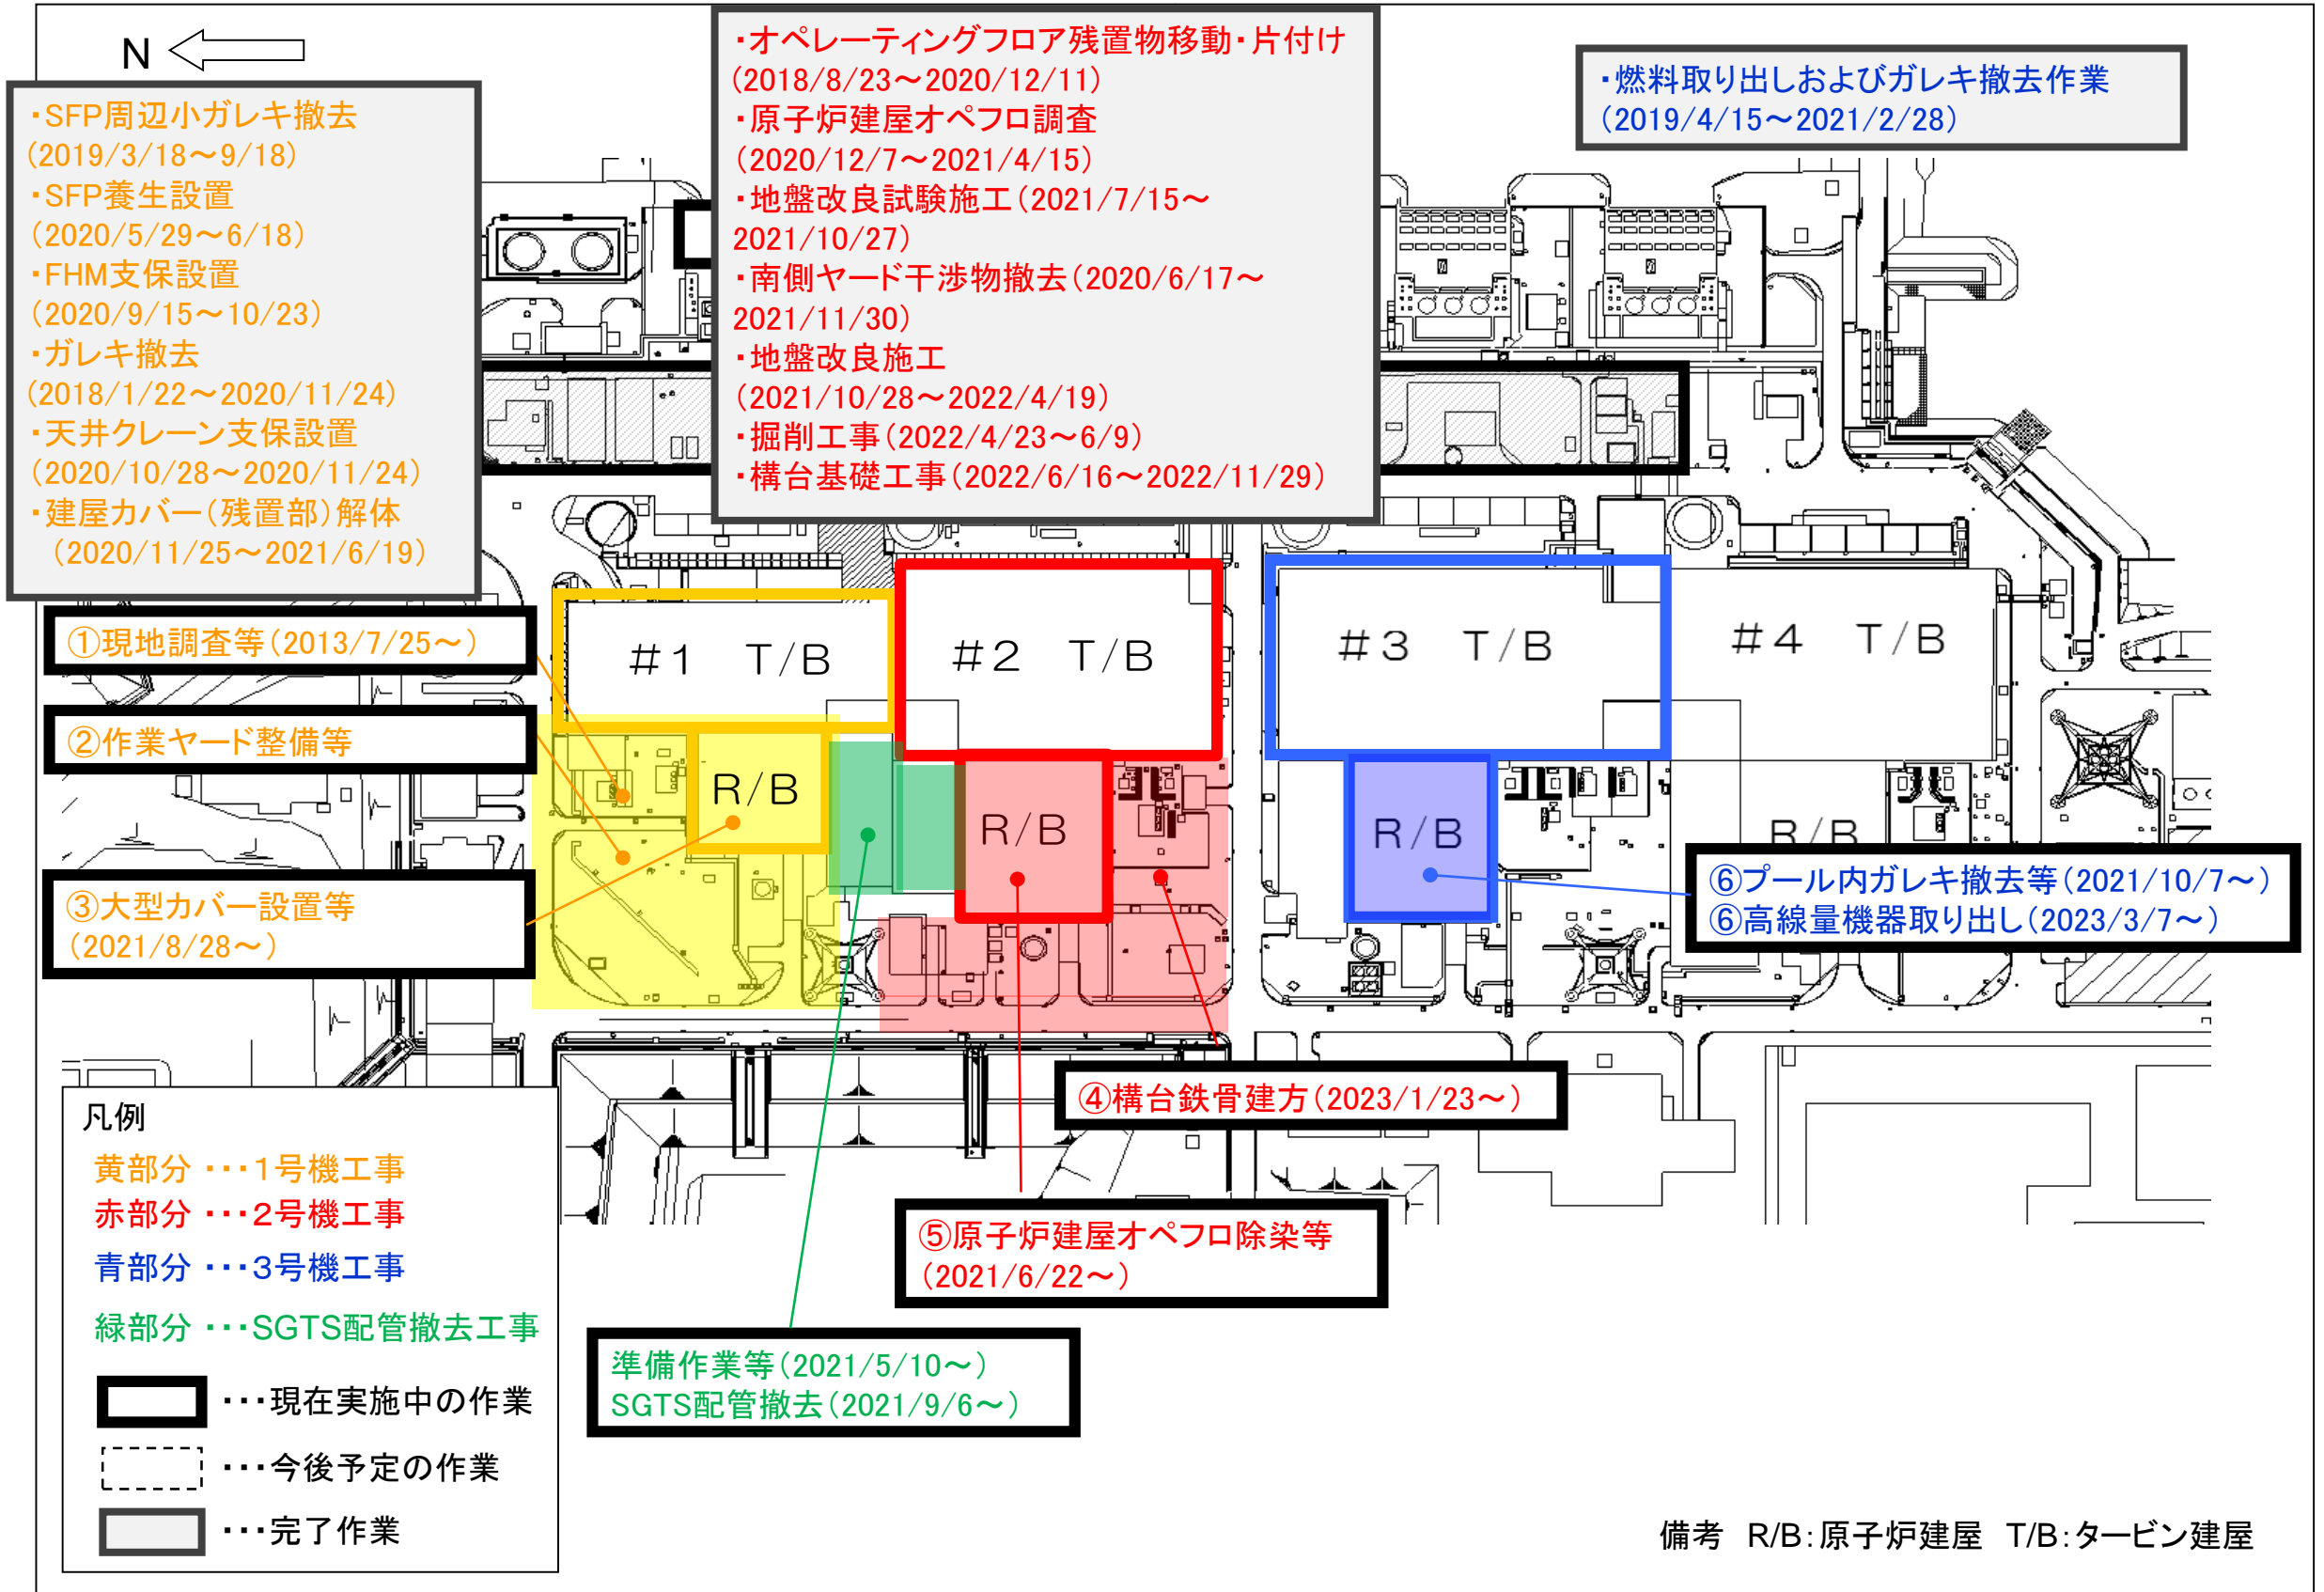 N
・SFP周辺小ガレキ撤去
(2019/3/18～9/18)
・SFP養生設置
(2020/5/29～6/18)
・FHM支保設置
(2020/9/15～10/23)
・ガレキ撤去
(2018/1/22～2020/11/24)
・天井クレーン支保設置
(2020/10/28～2020/11/24)
・建屋カバー(残置部)解体
(2020/11/25～2021/6/19)
・オペレーティングフロア残置物移動・片付け
(2018/8/23～2020/12/11)
・原子炉建屋オペフロ調査
(2020/12/7～2021/4/15)
・地盤改良試験施工(2021/7/15～
2021/10/27)
・南側ヤード干渉物撤去(2020/6/17～
2021/11/30)
・地盤改良施工
(2021/10/28～2022/4/19)
・掘削工事(2022/4/23～6/9)
・構台基礎工事(2022/6/16～2022/11/29)
・燃料取り出しおよびガレキ撤去作業
(2019/4/15～2021/2/28)
①現地調査等(2013/7/25～)
②作業ヤード整備等
③大型カバー設置等
(2021/8/28～)
#1 T/B
#2 T/B
#3 T/B
#4 T/B
R/B
R/B
R/B
R/B
⑥プール内ガレキ撤去等(2021/10/7～)
⑥高線量機器取り出し(2023/3/7～)
④構台鉄骨建方(2023/1/23～)
⑤原子炉建屋オペフロ除染等
(2021/6/22～)
準備作業等(2021/5/10～)
SGTS配管撤去(2021/9/6～)
凡例
黄部分 ・・・1号機工事
赤部分 ・・・2号機工事
青部分 ・・・3号機工事
緑部分 ・・・SGTS配管撤去工事
・・・現在実施中の作業
・・・今後予定の作業
・・・完了作業
備考 R/B:原子炉建屋 T/B:タービン建屋